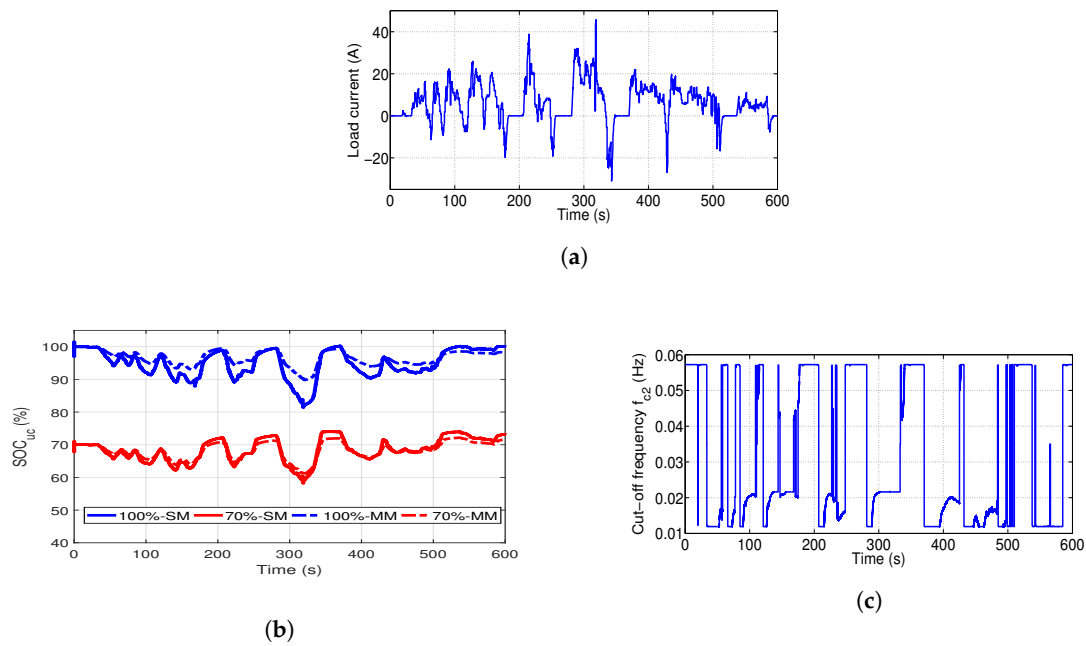 40
20
0
−20
Load current (A)
0 100 200 300 400 500 600
Time (s)
(a)
100
90
80
70
60
50
40
SOCuc (%)
100%-SM 70%-SM 100%-MM 70%-MM
0 100 200 300 400 500 600
Time (s)
(b)
0.06
0.05
0.04
0.03
0.02
0.01
Cut−off frequency fc2 (Hz)
0 100 200 300 400 500 600
Time (s)
(c)